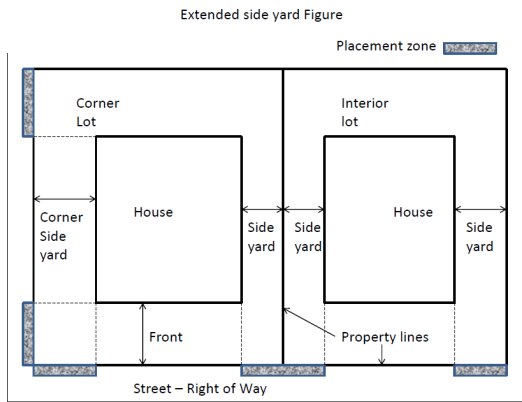 Extended side yard Figure
Placement zone
Corner
Lot
Interior
lot
House
House
Corner
Side
yard
Side
yard
Side
yard
Side
yard
Front
Property lines
Street – Right of Way